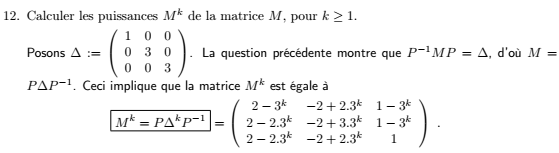 12. Calculer les puissances M^k de la matrice M, pour k ≥ 1.
Posons Δ := ( 1 0 0 ; 0 3 0 ; 0 0 3 ). La question précédente montre que P^{-1}MP = Δ, d'où M =
PΔP^{-1}. Ceci implique que la matrice M^k est égale à
M^k = PΔ^kP^{-1} = ( 2 − 3^k   −2 + 2.3^k   1 − 3^k ; 2 − 2.3^k   −2 + 3.3^k   1 − 3^k ; 2 − 2.3^k   −2 + 2.3^k   1 ) .